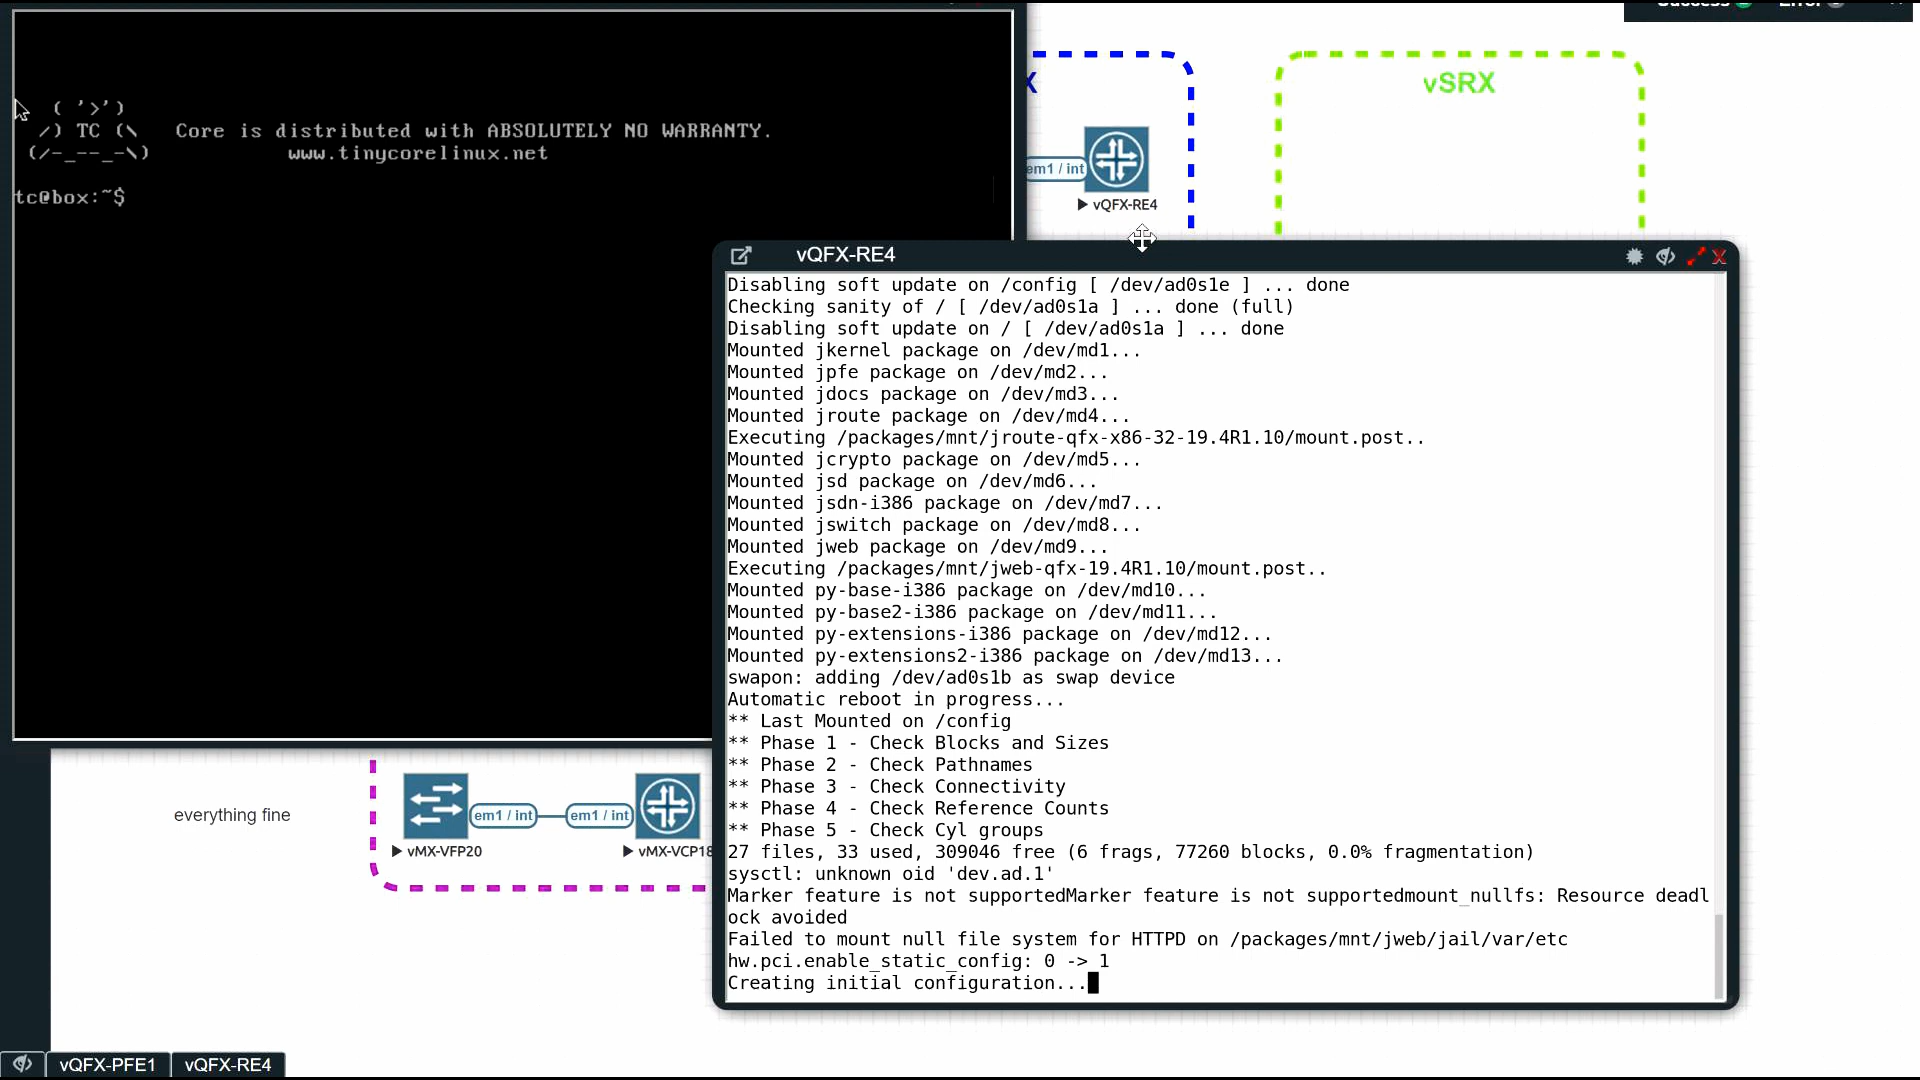 ( '>')
/) TC (\   Core is distributed with ABSOLUTELY NO WARRANTY.
(/-_--_-\)           www.tinycorelinux.net
tc@box:~$
X
vSRX
em1 / int
vQFX-RE4
vQFX-RE4
Disabling soft update on /config [ /dev/ad0s1e ] ... done
Checking sanity of / [ /dev/ad0s1a ] ... done (full)
Disabling soft update on / [ /dev/ad0s1a ] ... done
Mounted jkernel package on /dev/md1...
Mounted jpfe package on /dev/md2...
Mounted jdocs package on /dev/md3...
Mounted jroute package on /dev/md4...
Executing /packages/mnt/jroute-qfx-x86-32-19.4R1.10/mount.post..
Mounted jcrypto package on /dev/md5...
Mounted jsd package on /dev/md6...
Mounted jsdn-i386 package on /dev/md7...
Mounted jswitch package on /dev/md8...
Mounted jweb package on /dev/md9...
Executing /packages/mnt/jweb-qfx-19.4R1.10/mount.post..
Mounted py-base-i386 package on /dev/md10...
Mounted py-base2-i386 package on /dev/md11...
Mounted py-extensions-i386 package on /dev/md12...
Mounted py-extensions2-i386 package on /dev/md13...
swapon: adding /dev/ad0s1b as swap device
Automatic reboot in progress...
** Last Mounted on /config
** Phase 1 - Check Blocks and Sizes
** Phase 2 - Check Pathnames
** Phase 3 - Check Connectivity
** Phase 4 - Check Reference Counts
** Phase 5 - Check Cyl groups
27 files, 33 used, 309046 free (6 frags, 77260 blocks, 0.0% fragmentation)
sysctl: unknown oid 'dev.ad.1'
Marker feature is not supportedMarker feature is not supportedmount_nullfs: Resource deadl
ock avoided
Failed to mount null file system for HTTPD on /packages/mnt/jweb/jail/var/etc
hw.pci.enable_static_config: 0 -> 1
Creating initial configuration...
everything fine
em1 / int
em1 / int
vMX-VFP20
vMX-VCP18
vQFX-PFE1
vQFX-RE4